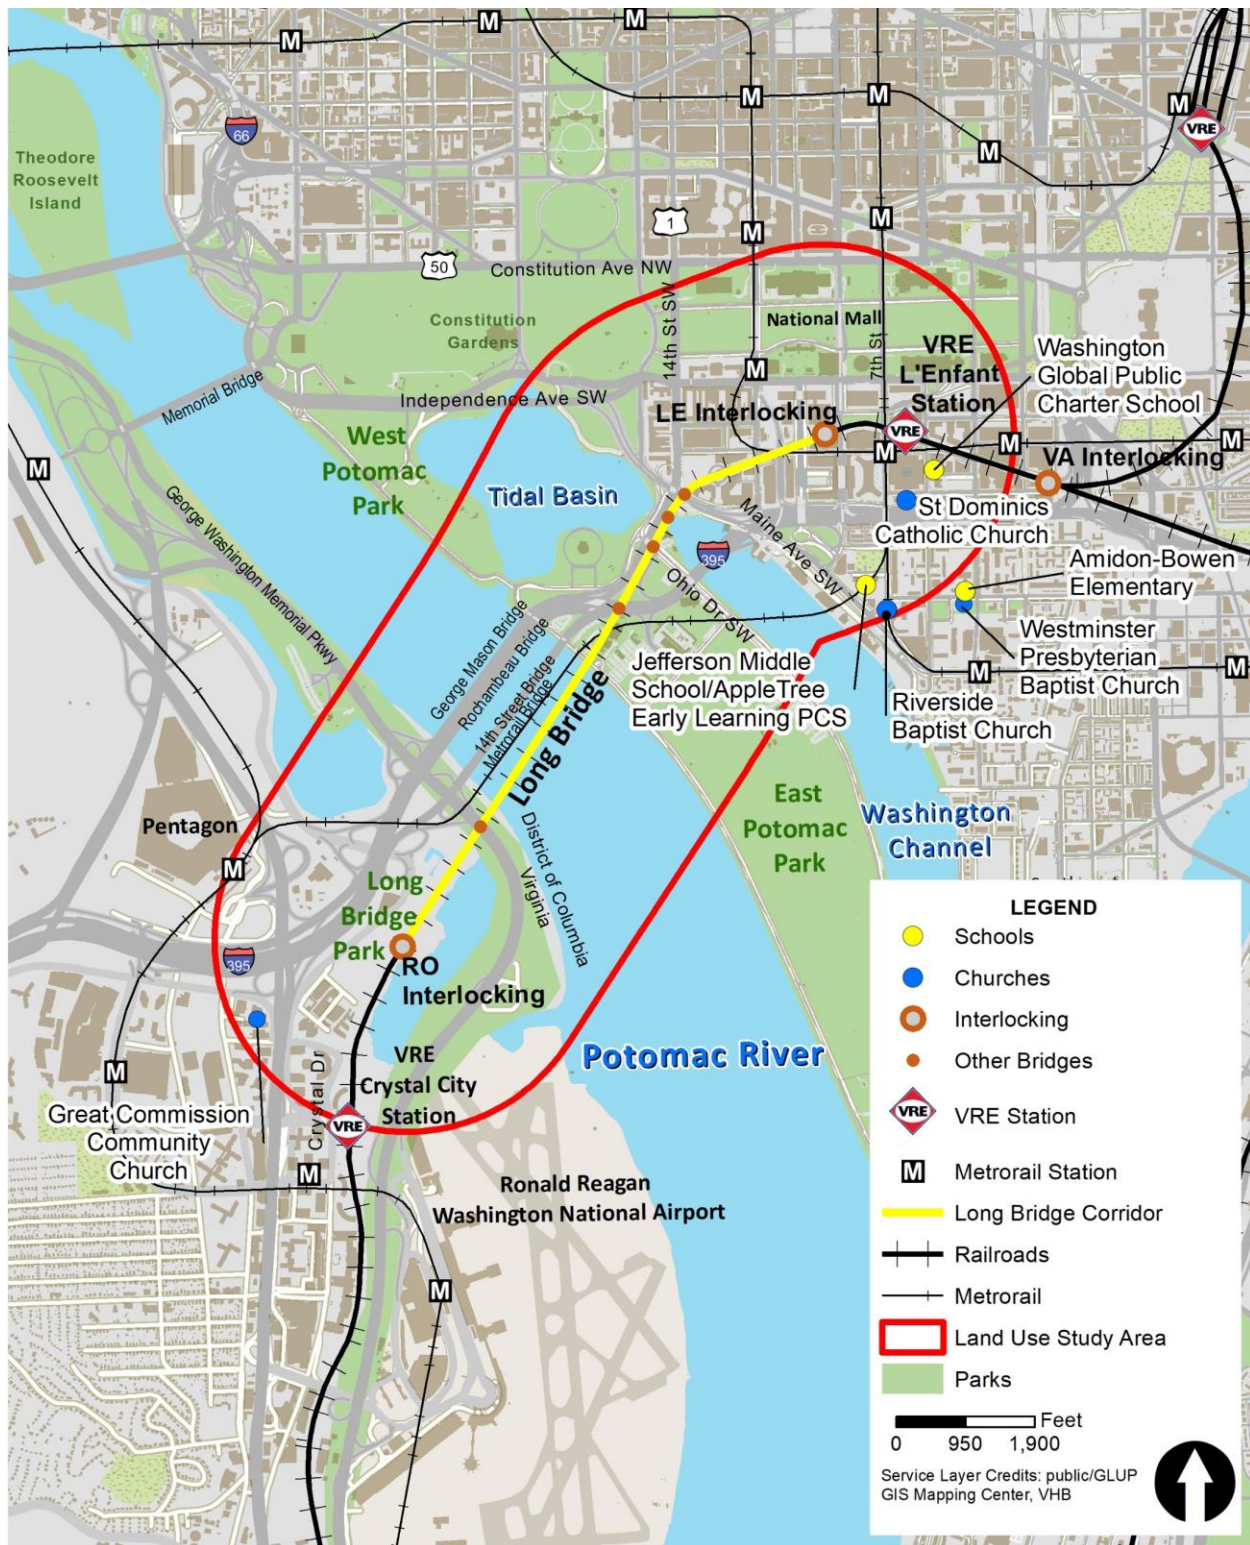 M
M
M
M
M
M
VRE
66
Theodore
Roosevelt
Island
M
1
M
M
50
Constitution Ave NW
14th St SW
National Mall
7th St
Constitution
Gardens
VRE
L'Enfant
Station
Washington
Global Public
Charter School
Memorial Bridge
Independence Ave SW
M
LE Interlocking
VRE
M
M
M
West
Potomac
Park
M
VA Interlocking
George Washington Memorial Pkwy
Tidal Basin
Maine Ave SW
St Dominics
Catholic Church
395
Ohio Dr SW
Amidon-Bowen
Elementary
George Mason Bridge
Rochambeau Bridge
14th Street Bridge
Metrorail Bridge
Long Bridge
Jefferson Middle
School/AppleTree
Early Learning PCS
Westminster
Presbyterian
Baptist Church
M
M
Riverside
Baptist Church
East
Potomac
Park
Washington
Channel
Pentagon
M
District of Columbia
Virginia
Long
Bridge
Park
395
RO
Interlocking
Potomac River
VRE
Crystal City
Station
Crystal Dr
M
VRE
Great Commission
Community
Church
M
Ronald Reagan
Washington National Airport
M
LEGEND
Schools
Churches
Interlocking
Other Bridges
VRE
VRE Station
M
Metrorail Station
Long Bridge Corridor
Railroads
Metrorail
Land Use Study Area
Parks
Feet
0 950 1,900
Service Layer Credits: public/GLUP
GIS Mapping Center, VHB